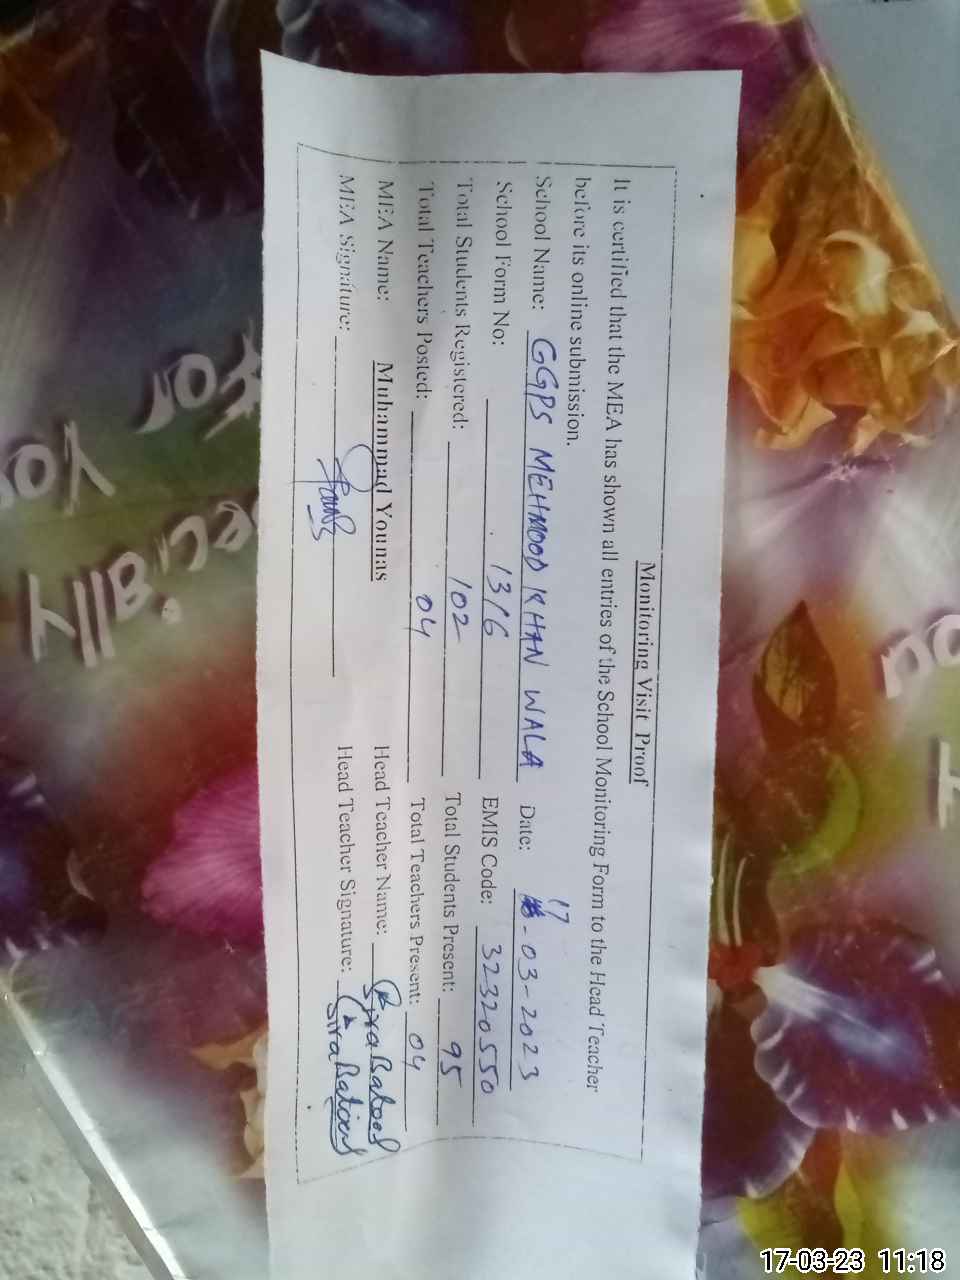 Monitoring Visit Proof
It is certified that the MEA has shown all entries of the School Monitoring Form to the Head Teacher
before its online submission.
School Name: GGPS MEHMOOD KHAN WALA Date: 17-03-2023
School Form No: 1316 EMIS Code: 32320550
Total Students Registered: 102 Total Students Present: 95
Total Teachers Posted: 04 Total Teachers Present: 04
MEA Name: Muhammad Younas Head Teacher Name:
MEA Signature: Head Teacher Signature:
For
You
ecially
17-03-23 11:18